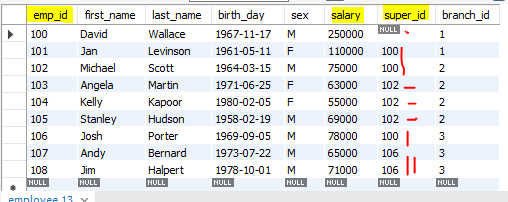 emp_id first_name last_name birth_day sex salary super_id branch_id
100 David Wallace 1967-11-17 M 250000 NULL 1
101 Jan Levinson 1961-05-11 F 110000 100 1
102 Michael Scott 1964-03-15 M 75000 100 2
103 Angela Martin 1971-06-25 F 63000 102 2
104 Kelly Kapoor 1980-02-05 F 55000 102 2
105 Stanley Hudson 1958-02-19 M 69000 102 2
106 Josh Porter 1969-09-05 M 78000 100 3
107 Andy Bernard 1973-07-22 M 65000 106 3
108 Jim Halpert 1978-10-01 M 71000 106 3
NULL NULL NULL NULL NULL NULL NULL NULL
employee 13